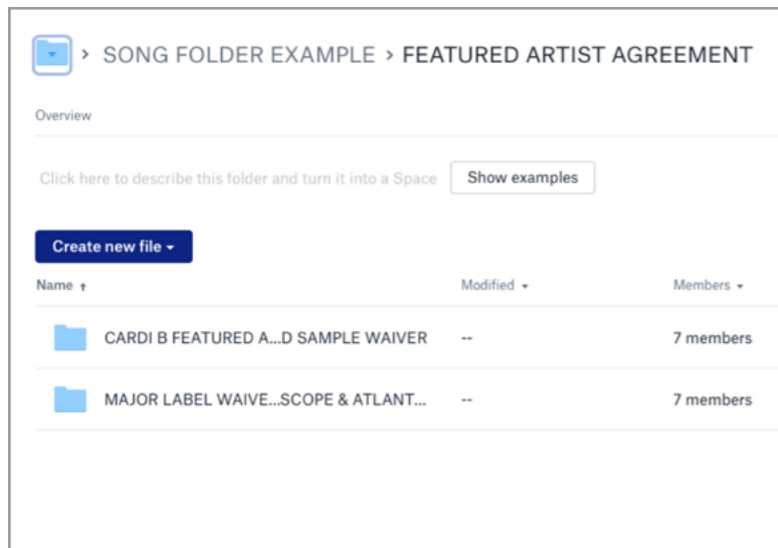 > SONG FOLDER EXAMPLE > FEATURED ARTIST AGREEMENT
Overview
Click here to describe this folder and turn it into a Space Show examples
Create new file
Name Modified Members
CARDI B FEATURED A...D SAMPLE WAIVER -- 7 members
MAJOR LABEL WAIVE...SCOPE & ATLANT... -- 7 members